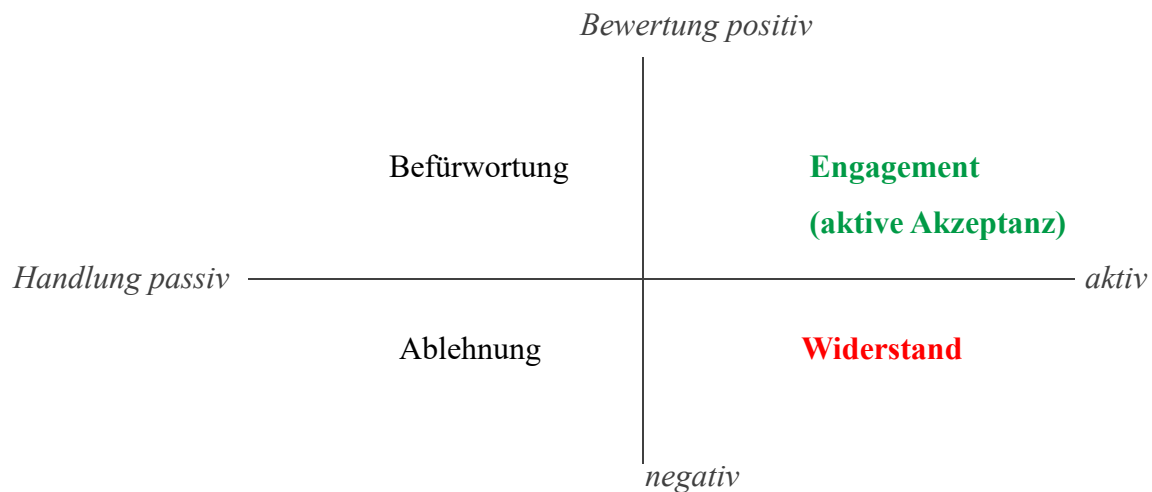 Bewertung positiv
Befürwortung
Engagement
(aktive Akzeptanz)
Handlung passiv
aktiv
Ablehnung
Widerstand
negativ